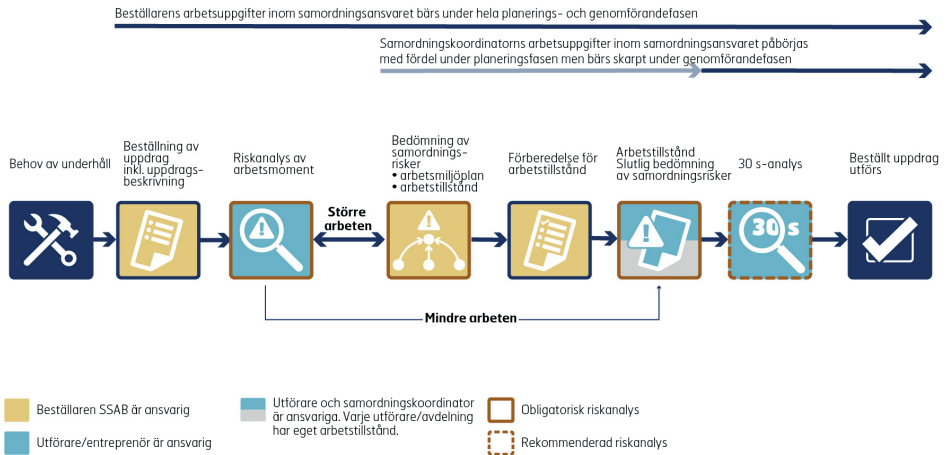 Beställarens arbetsuppgifter inom samordningsansvaret bärs under hela planerings- och genomförandefasen
Samordningskoordinatorns arbetsuppgifter inom samordningsansvaret påbörjas
med fördel under planeringsfasen men bärs skarpt under genomförandefasen
Behov av underhåll
Beställning av
uppdrag
inkl. uppdrags-
beskrivning
Riskanalys av
arbetsmoment
Större
arbeten
Bedömning av
samordnings-
risker
• arbetsmiljöplan
• arbetstillstånd
Förberedelse för
arbetstillstånd
Arbetstillstånd
Slutlig bedömning
av samordningsrisker
30 s-analys
30 s
Beställt uppdrag
utförs
Mindre arbeten
Beställaren SSAB är ansvarig
Utförare/entreprenör är ansvarig
Utförare och samordningskoordinator
är ansvariga. Varje utförare/avdelning
har eget arbetstillstånd.
Obligatorisk riskanalys
Rekommenderad riskanalys